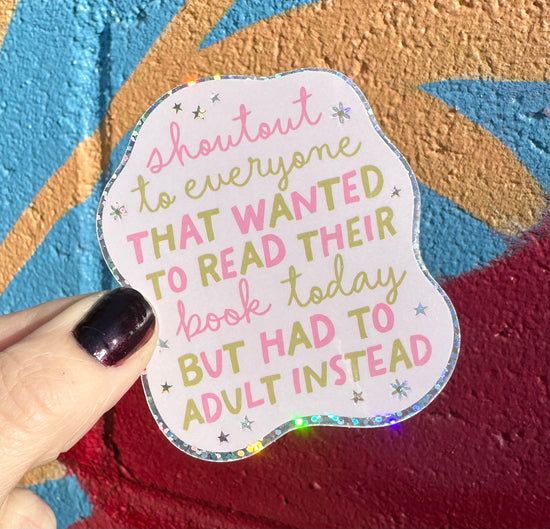 shoutout
to everyone
THAT WANTED
TO READ THEIR
book today
BUT HAD TO
ADULT INSTEAD